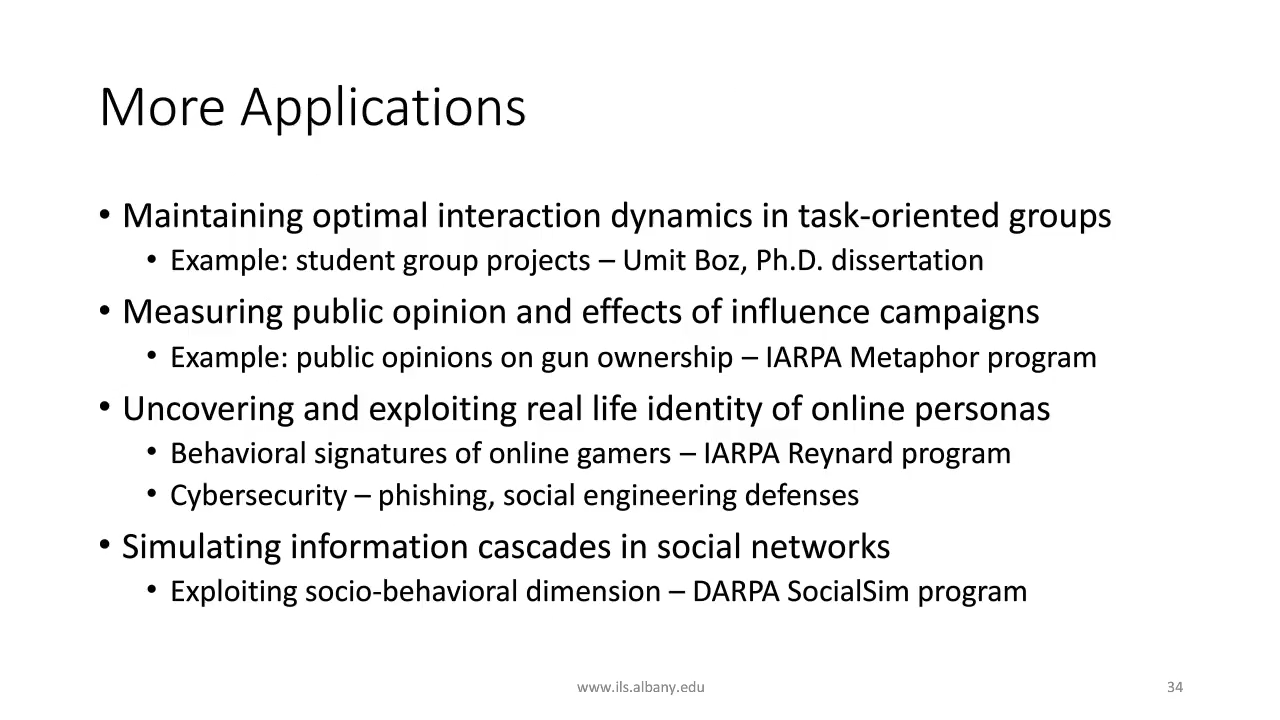 More Applications
• Maintaining optimal interaction dynamics in task-oriented groups
• Example: student group projects – Umit Boz, Ph.D. dissertation
• Measuring public opinion and effects of influence campaigns
• Example: public opinions on gun ownership – IARPA Metaphor program
• Uncovering and exploiting real life identity of online personas
• Behavioral signatures of online gamers – IARPA Reynard program
• Cybersecurity – phishing, social engineering defenses
• Simulating information cascades in social networks
• Exploiting socio-behavioral dimension – DARPA SocialSim program
www.ils.albany.edu
34